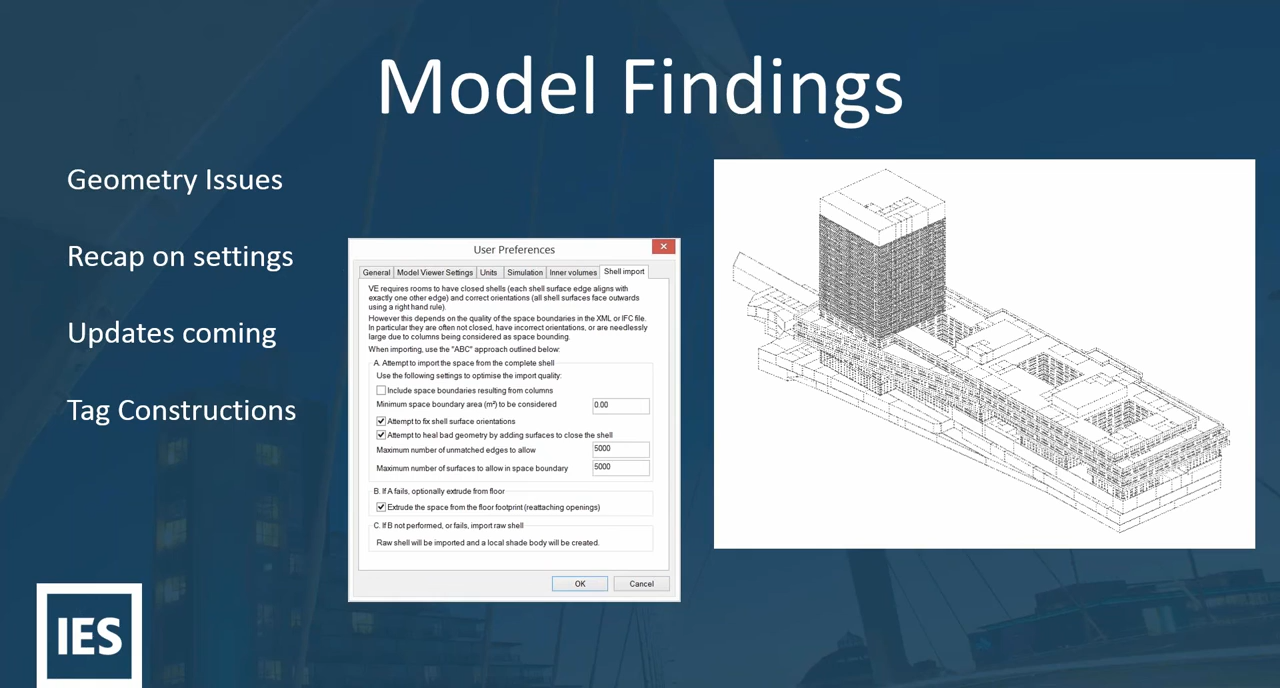 Model Findings
Geometry Issues
Recap on settings
Updates coming
Tag Constructions
User Preferences
General
Model Viewer Settings
Units
Simulation
Inner volumes
Shell import
VE requires rooms to have closed shells (each shell surface edge aligns with
exactly one other edge) and correct orientations (all shell surfaces face outwards
using a right hand rule).
However this depends on the quality of the space boundaries in the XML or IFC file.
In particular they are often not closed, have incorrect orientations, or are needlessly
large due to columns being considered as space bounding.
When importing, use the "ABC" approach outlined below:
A. Attempt to import the space from the complete shell
Use the following settings to optimise the import quality:
Include space boundaries resulting from columns
Minimum space boundary area (m²) to be considered
0.00
Attempt to fix shell surface orientations
Attempt to heal bad geometry by adding surfaces to close the shell
Maximum number of unmatched edges to allow
5000
Maximum number of surfaces to allow in space boundary
5000
B. If A fails, optionally extrude from floor
Extrude the space from the floor footprint (reattaching openings)
C. If B not performed, or fails, import raw shell
Raw shell will be imported and a local shade body will be created.
OK
Cancel
IES